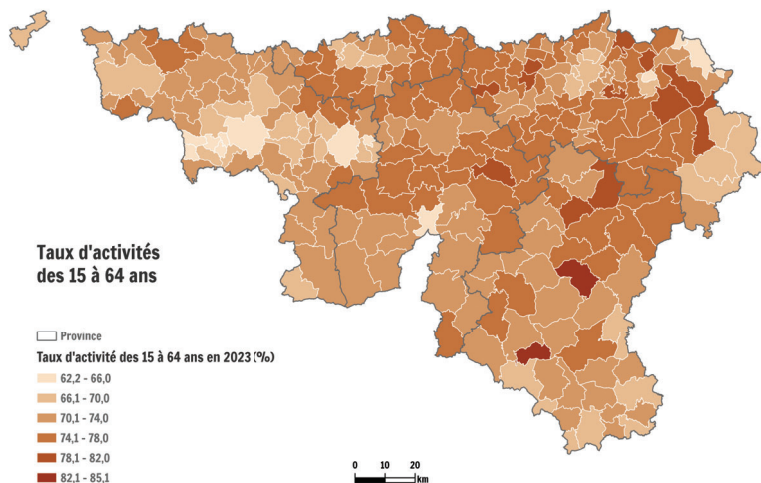 Taux d'activités
des 15 à 64 ans
Province
Taux d'activité des 15 à 64 ans en 2023 (%)
62,2 - 66,0
66,1 - 70,0
70,1 - 74,0
74,1 - 78,0
78,1 - 82,0
82,1 - 85,1
0 10 20
km